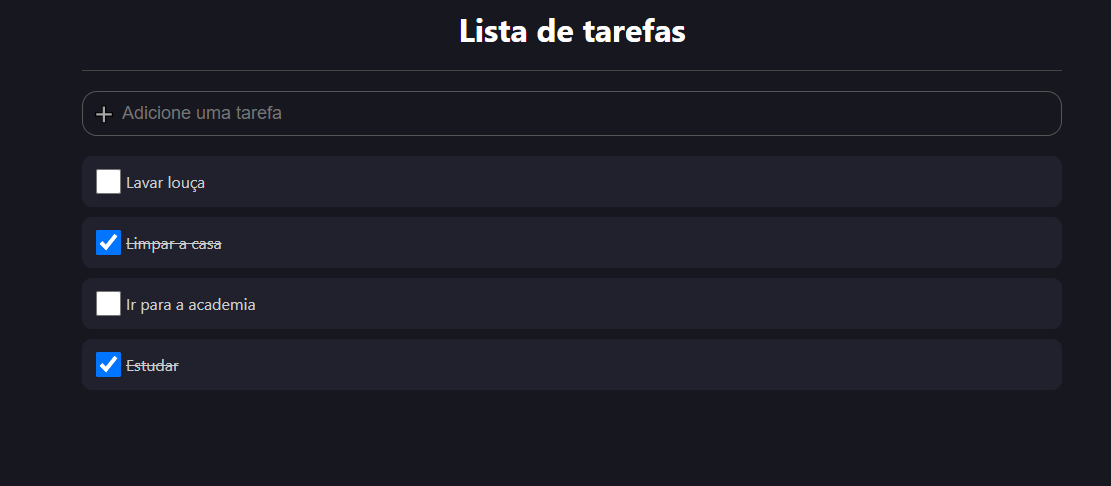 Lista de tarefas
Adicione uma tarefa
Lavar louça
Limpar a casa
Ir para a academia
Estudar